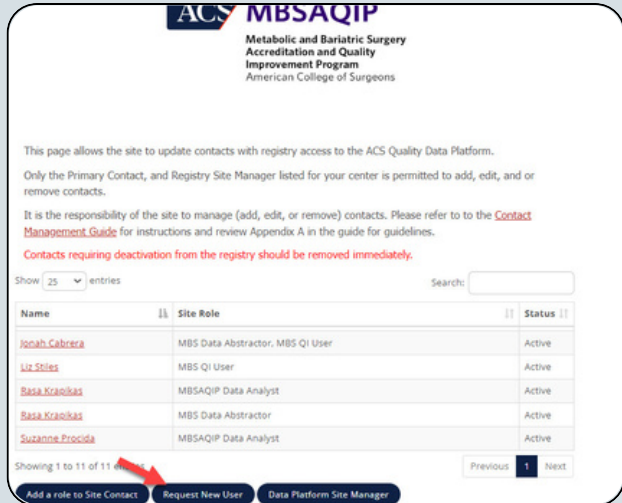 ACS MBSAQIP
Metabolic and Bariatric Surgery
Accreditation and Quality
Improvement Program
American College of Surgeons
This page allows the site to update contacts with registry access to the ACS Quality Data Platform.
Only the Primary Contact, and Registry Site Manager listed for your center is permitted to add, edit, and or
remove contacts.
It is the responsibility of the site to manage (add, edit, or remove) contacts. Please refer to to the Contact
Management Guide for instructions and review Appendix A in the guide for guidelines.
Contacts requiring deactivation from the registry should be removed immediately.
Show 25 entries Search:
Name Site Role Status
Jonah Cabrera MBS Data Abstractor, MBS QI User Active
Liz Stiles MBS QI User Active
Rasa Krapikas MBSAQIP Data Analyst Active
Rasa Krapikas MBS Data Abstractor Active
Suzanne Procida MBSAQIP Data Analyst Active
Showing 1 to 11 of 11 entries Previous 1 Next
Add a role to Site Contact Request New User Data Platform Site Manager